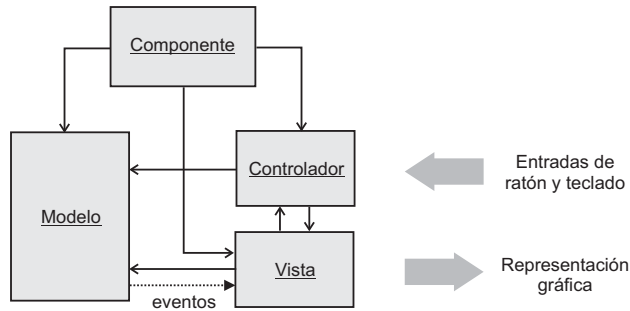 Componente
Controlador
Entradas de
ratón y teclado
Modelo
Vista
Representación
gráfica
eventos